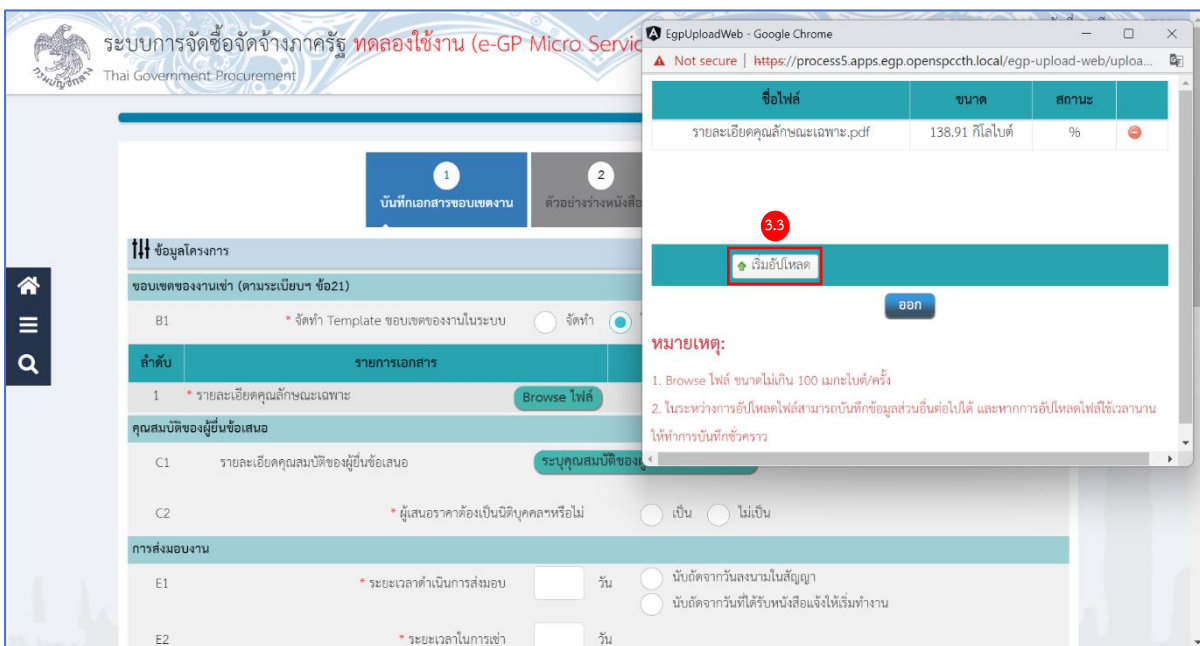 ระบบการจัดซื้อจัดจ้างภาครัฐ ทดลองใช้งาน (e-GP Micro Servic
Thai Government Procurement
กรมบัญชีกลาง
1
บันทึกเอกสารขอบเขตงาน
2
ตัวอย่างร่างหนังสือ
ข้อมูลโครงการ
ขอบเขตของงานเช่า (ตามระเบียบฯ ข้อ21)
B1 * จัดทำ Template ขอบเขตของงานในระบบ จัดทำ
ลำดับ รายการเอกสาร
1 * รายละเอียดคุณลักษณะเฉพาะ Browse ไฟล์
คุณสมบัติของผู้ยื่นข้อเสนอ
C1 รายละเอียดคุณสมบัติของผู้ยื่นข้อเสนอ ระบุคุณสมบัติของ
C2 * ผู้เสนอราคาต้องเป็นนิติบุคคลฯหรือไม่ เป็น ไม่เป็น
การส่งมอบงาน
E1 * ระยะเวลาดำเนินการส่งมอบ วัน นับถัดจากวันลงนามในสัญญา
นับถัดจากวันที่ได้รับหนังสือแจ้งให้เริ่มทำงาน
E2 * ระยะเวลาในการเช่า วัน
EgpUploadWeb - Google Chrome
Not secure | https://process5.apps.egp.openspccth.local/egp-upload-web/uploa...
ชื่อไฟล์ ขนาด สถานะ
รายละเอียดคุณลักษณะเฉพาะ.pdf 138.91 กิโลไบต์ %
3.3
เริ่มอัปโหลด
ออก
หมายเหตุ:
1. Browse ไฟล์ ขนาดไม่เกิน 100 เมกะไบต์/ครั้ง
2. ในระหว่างการอัปโหลดไฟล์สามารถบันทึกข้อมูลส่วนอื่นต่อไปได้ และหากการอัปโหลดไฟล์ใช้เวลานาน
ให้ทำการบันทึกชั่วคราว